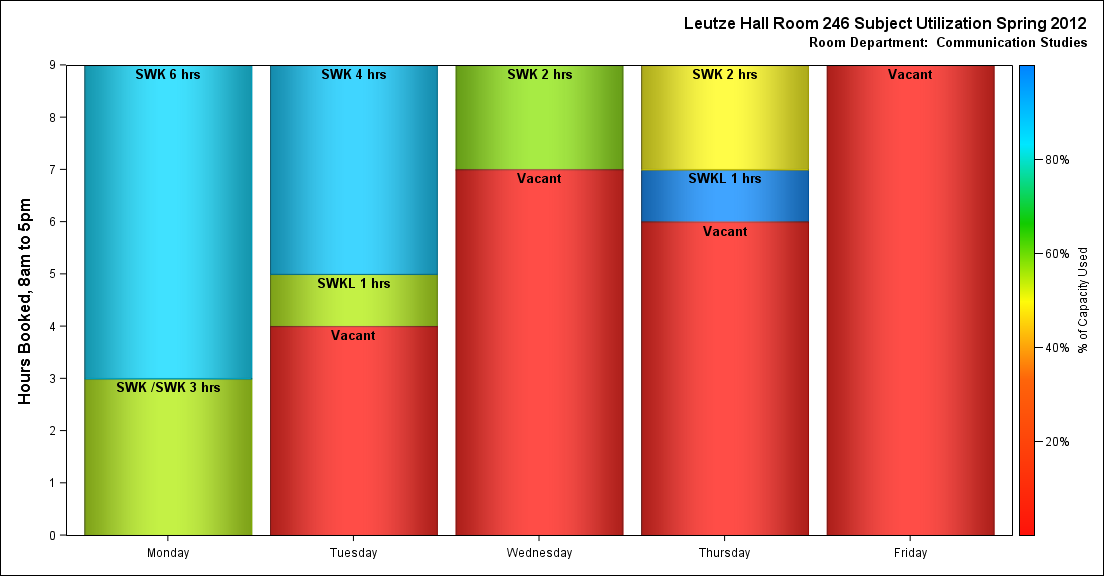 Leutze Hall Room 246 Subject Utilization Spring 2012
Room Department:  Communication Studies
Hours Booked, 8am to 5pm
9
8
7
6
5
4
3
2
1
0
SWK 6 hrs
SWK /SWK 3 hrs
SWK 4 hrs
SWKL 1 hrs
Vacant
SWK 2 hrs
Vacant
SWK 2 hrs
SWKL 1 hrs
Vacant
Vacant
Monday
Tuesday
Wednesday
Thursday
Friday
80%
60%
40%
20%
% of Capacity Used